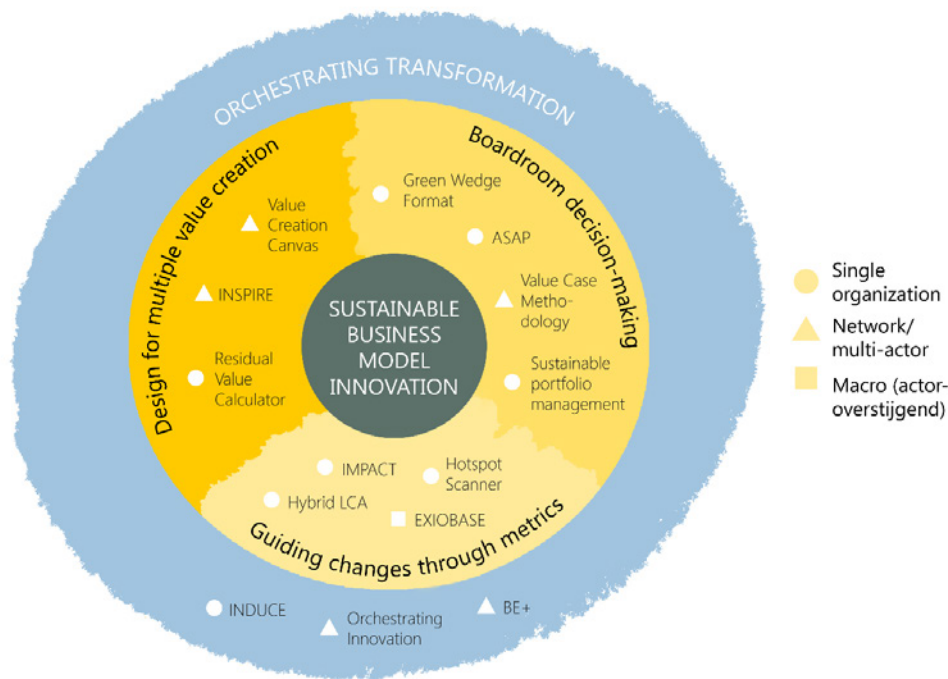 ORCHESTRATING TRANSFORMATION
Design for multiple value creation
Boardroom decision-making
Green Wedge
Format
Value
Creation
Canvas
ASAP
INSPIRE
Value Case
Metho-
dology
SUSTAINABLE
BUSINESS
MODEL
INNOVATION
Residual
Value
Calculator
Sustainable
portfolio
management
IMPACT
Hotspot
Scanner
Hybrid LCA
EXIOBASE
Guiding changes through metrics
INDUCE
Orchestrating
Innovation
BE+
Single
organization
Network/
multi-actor
Macro (actor-
overstijgend)